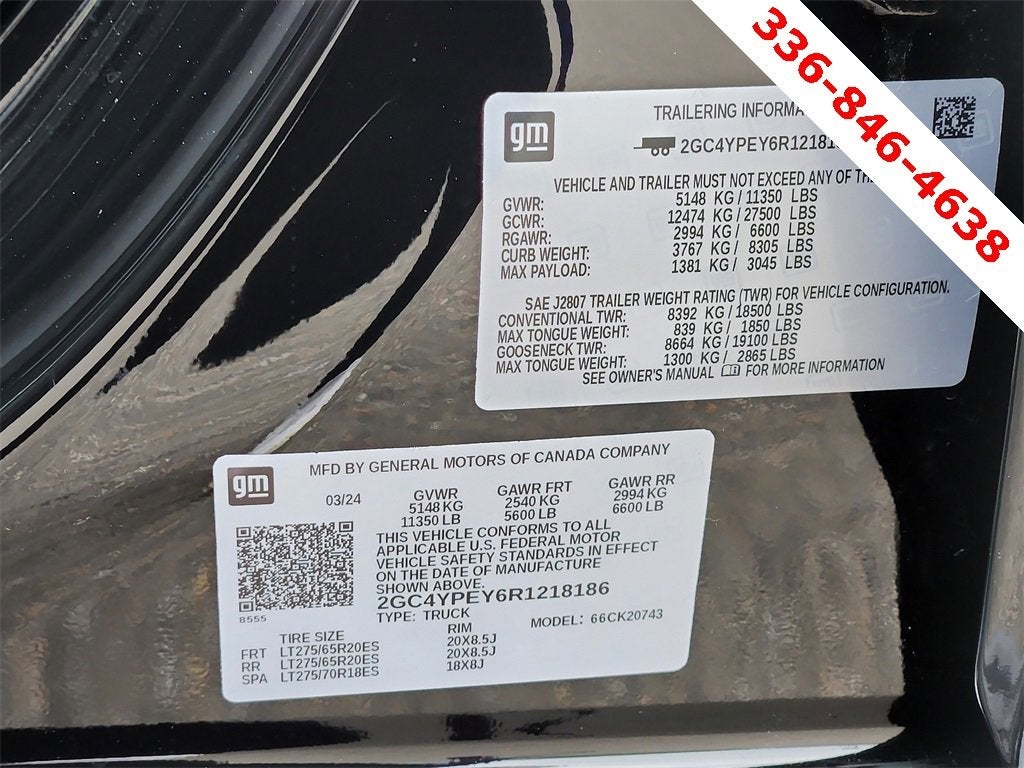 336-846-4638
gm
TRAILERING INFORMA
2GC4YPEY6R12181
VEHICLE AND TRAILER MUST NOT EXCEED ANY OF THE
GVWR: 5148 KG / 11350 LBS
GCWR: 12474 KG / 27500 LBS
RGAWR: 2994 KG / 6600 LBS
CURB WEIGHT: 3767 KG / 8305 LBS
MAX PAYLOAD: 1381 KG / 3045 LBS
SAE J2807 TRAILER WEIGHT RATING (TWR) FOR VEHICLE CONFIGURATION.
CONVENTIONAL TWR: 8392 KG / 18500 LBS
MAX TONGUE WEIGHT: 839 KG / 1850 LBS
GOOSENECK TWR: 8664 KG / 19100 LBS
MAX TONGUE WEIGHT: 1300 KG / 2865 LBS
SEE OWNER'S MANUAL FOR MORE INFORMATION
gm
MFD BY GENERAL MOTORS OF CANADA COMPANY
03/24 GVWR GAWR FRT GAWR RR
5148 KG 2540 KG 2994 KG
11350 LB 5600 LB 6600 LB
THIS VEHICLE CONFORMS TO ALL
APPLICABLE U.S. FEDERAL MOTOR
VEHICLE SAFETY STANDARDS IN EFFECT
ON THE DATE OF MANUFACTURE
SHOWN ABOVE.
2GC4YPEY6R1218186
8555
TYPE: TRUCK MODEL: 66CK20743
TIRE SIZE RIM
FRT LT275/65R20ES 20X8.5J
RR LT275/65R20ES 20X8.5J
SPA LT275/70R18ES 18X8J